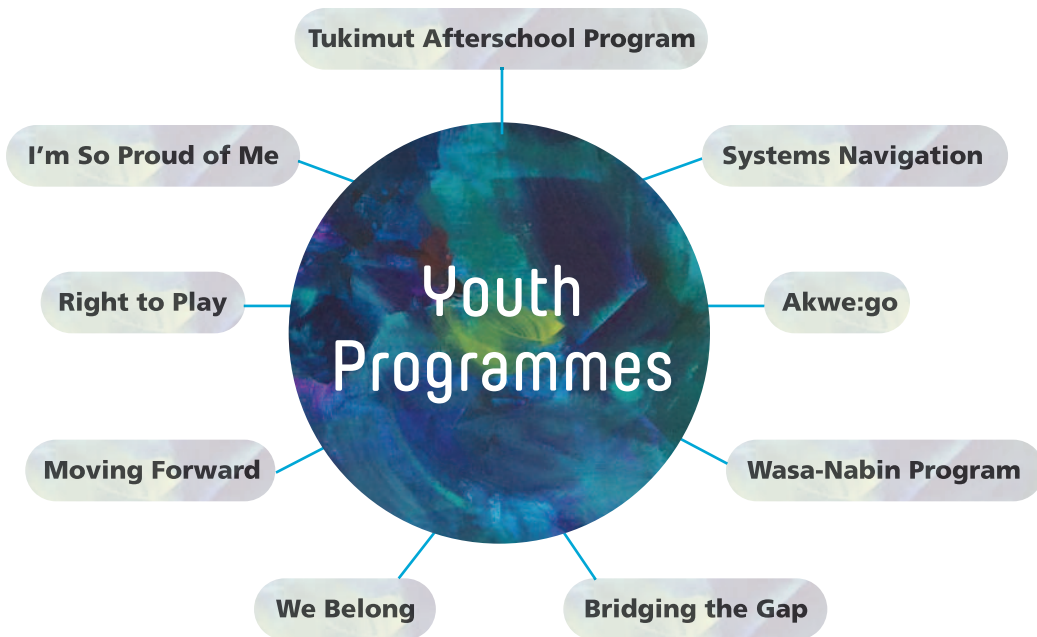 Tukimut Afterschool Program
I'm So Proud of Me
Systems Navigation
Youth
Programmes
Right to Play
Akwe:go
Moving Forward
Wasa-Nabin Program
We Belong
Bridging the Gap